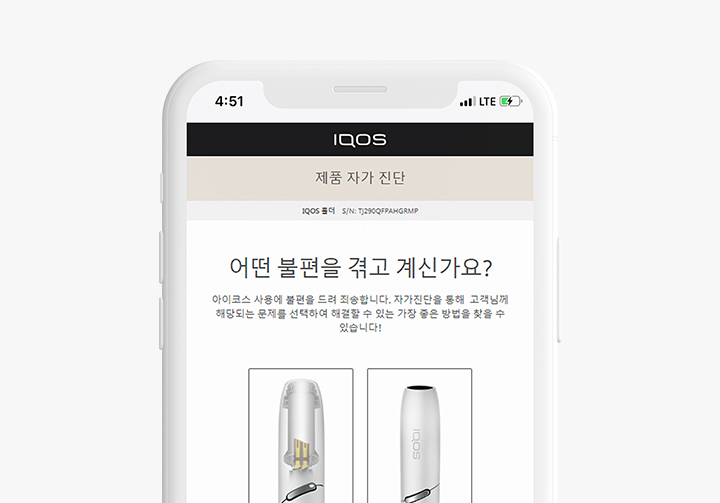 4:51 LTE
IQOS
제품 자가 진단
IQOS 홀더 S/N: TJ290QFPAHGRMP
어떤 불편을 겪고 계신가요?
아이코스 사용에 불편을 드려 죄송합니다. 자가진단을 통해 고객님께
해당되는 문제를 선택하여 해결할 수 있는 가장 좋은 방법을 찾을 수
있습니다!
IQOS